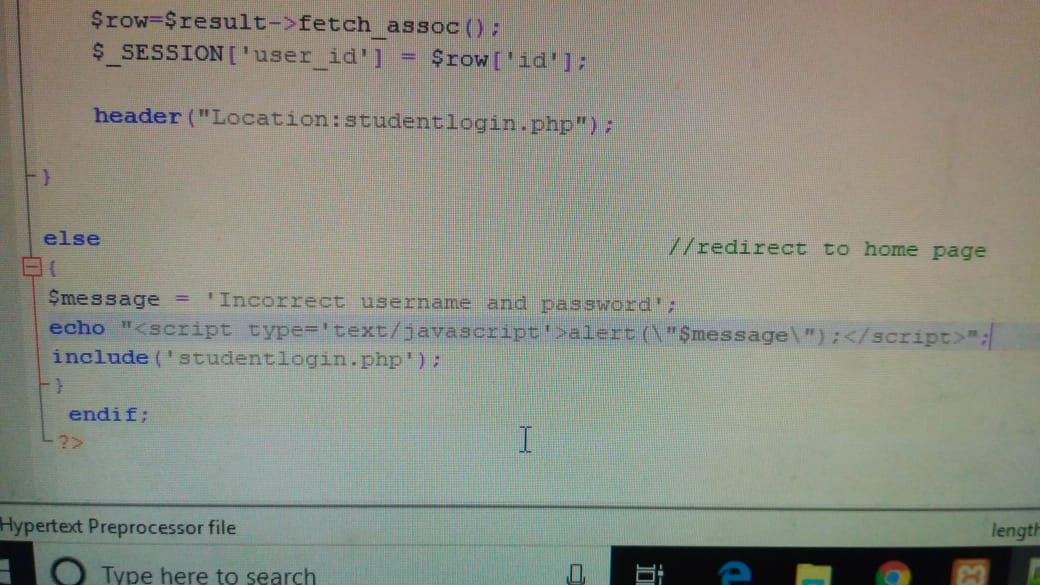 $row=$result->fetch_assoc();
$_SESSION['user_id'] = $row['id'];
header("Location:studentlogin.php");
}
else
//redirect to home page
{
$message = 'Incorrect username and password';
echo "<script type='text/javascript'>alert(\"$message\");</script>";
include('studentlogin.php');
}
endif;
?>
Hypertext Preprocessor file
length
Type here to search